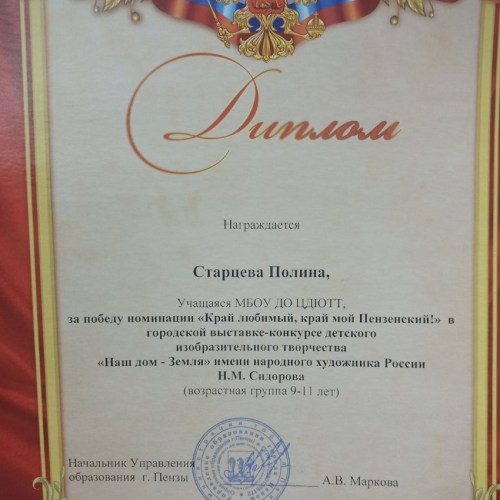 Диплом
Награждается
Старцева Полина,
Учащаяся МБОУ ДО ЦДЮТТ,
за победу номинации «Край любимый, край мой Пензенский!» в
городской выставке-конкурсе детского
изобразительного творчества
«Наш дом - Земля» имени народного художника России
Н.М. Сидорова
(возрастная группа 9-11 лет)
Начальник Управления
образования г. Пензы
А.В. Маркова